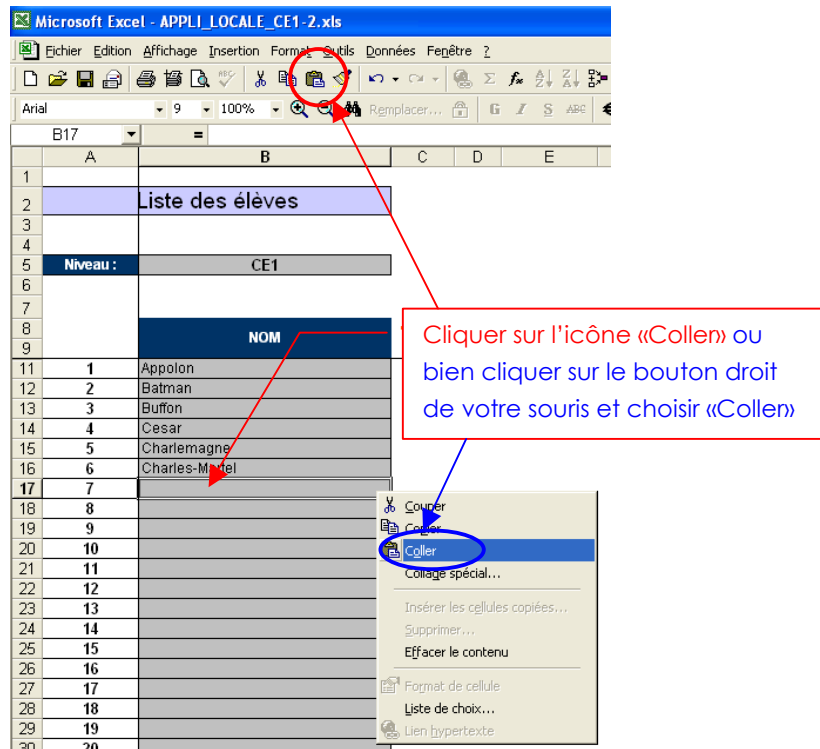 Microsoft Excel - APPLI_LOCALE_CE1-2.xls
Fichier Edition Affichage Insertion Format Outils Données Fenêtre ?
Arial 9 100% Remplacer... G I S ABC €
B17 =
A B C D E
1
2 Liste des élèves
3
4
5 Niveau : CE1
6
7
8 NOM
9
11 1 Appolon
12 2 Batman
13 3 Buffon
14 4 Cesar
15 5 Charlemagne
16 6 Charles-Martel
17 7
18 8
19 9
20 10
21 11
22 12
23 13
24 14
25 15
26 16
27 17
28 18
29 19
30 20
Cliquer sur l’icône «Coller» ou
bien cliquer sur le bouton droit
de votre souris et choisir «Coller»
Couper
Copier
Coller
Collage spécial...
Insérer les cellules copiées...
Supprimer...
Effacer le contenu
Format de cellule
Liste de choix...
Lien hypertexte